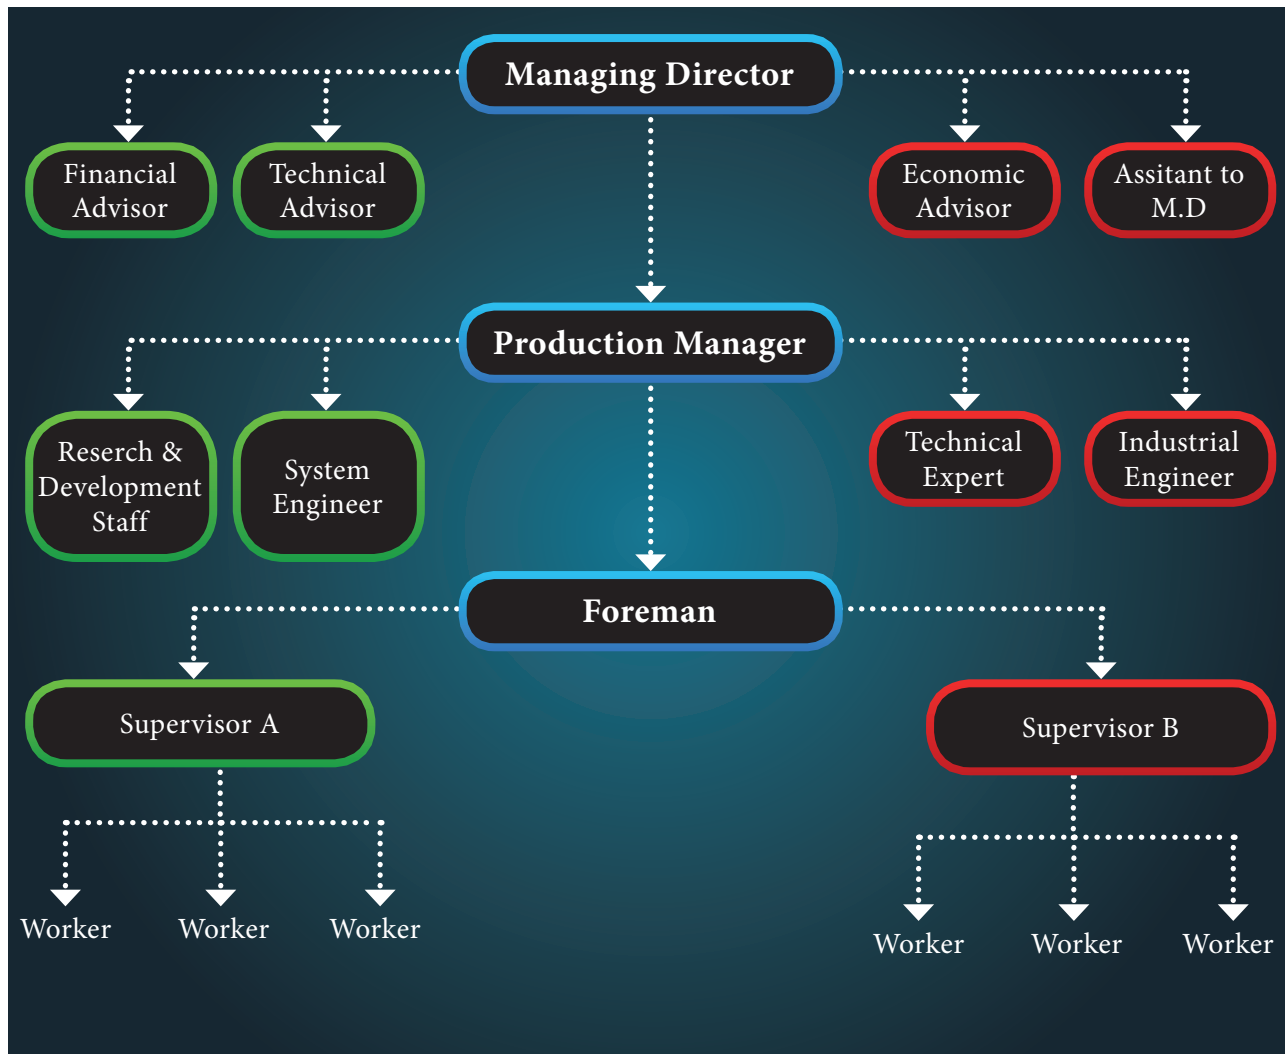 Managing Director
Financial
Advisor
Technical
Advisor
Economic
Advisor
Assitant to
M.D
Production Manager
Reserch &
Development
Staff
System
Engineer
Technical
Expert
Industrial
Engineer
Foreman
Supervisor A
Supervisor B
Worker
Worker
Worker
Worker
Worker
Worker